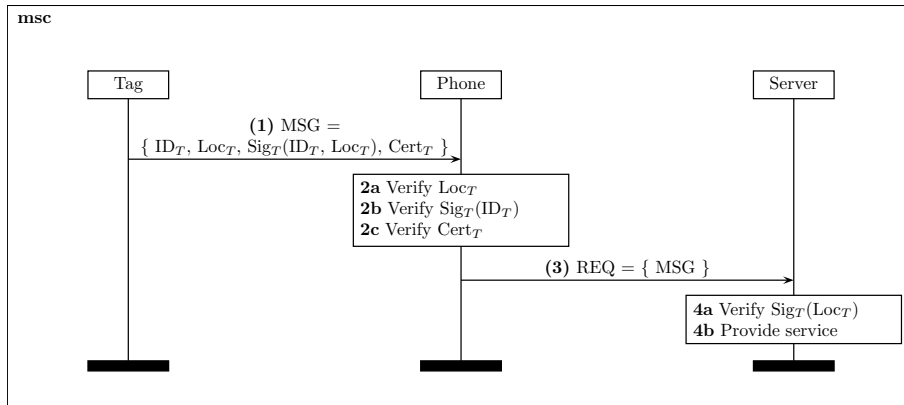 msc
Tag
Phone
Server
(1) MSG =
{ ID_T, Loc_T, Sig_T(ID_T, Loc_T), Cert_T }
2a Verify Loc_T
2b Verify Sig_T(ID_T)
2c Verify Cert_T
(3) REQ = { MSG }
4a Verify Sig_T(Loc_T)
4b Provide service